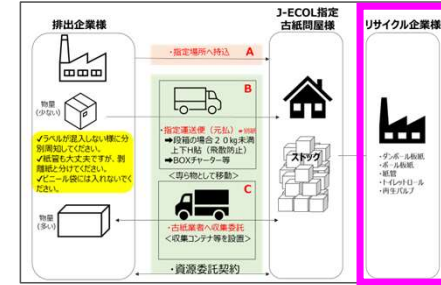 排出企業様
J-ECOL指定
古紙問屋様
リサイクル企業様
・指定場所へ持込 A
B
物量
(少ない)
・指定運送便（元払）
➡段箱の場合２０kg未満
上下H貼（飛散防止）
➡BOXチャーター等
＜専ら物として移動＞
✓ラベルが混入しない様に分
別周知してください。
✓紙管も大丈夫ですが、剥
離紙と分けてください。
✓ビニール袋には入れないでく
ださい。
ストック
・ダンボール板紙
・ボール板紙
・紙管
・トイレットロール
・再生パルプ
C
物量
(多い)
・古紙業者へ収集委託
＜収集コンテナ等を設置＞
・資源委託契約